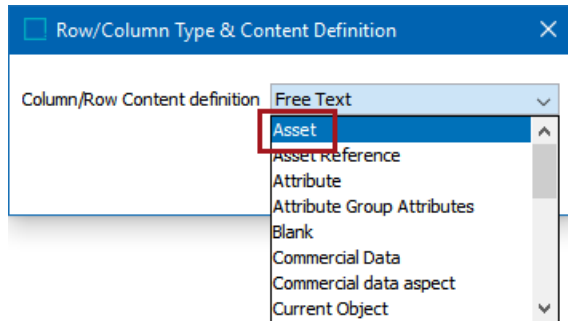 Row/Column Type & Content Definition
Column/Row Content definition Free Text
Asset
Asset Reference
Attribute
Attribute Group Attributes
Blank
Commercial Data
Commercial data aspect
Current Object